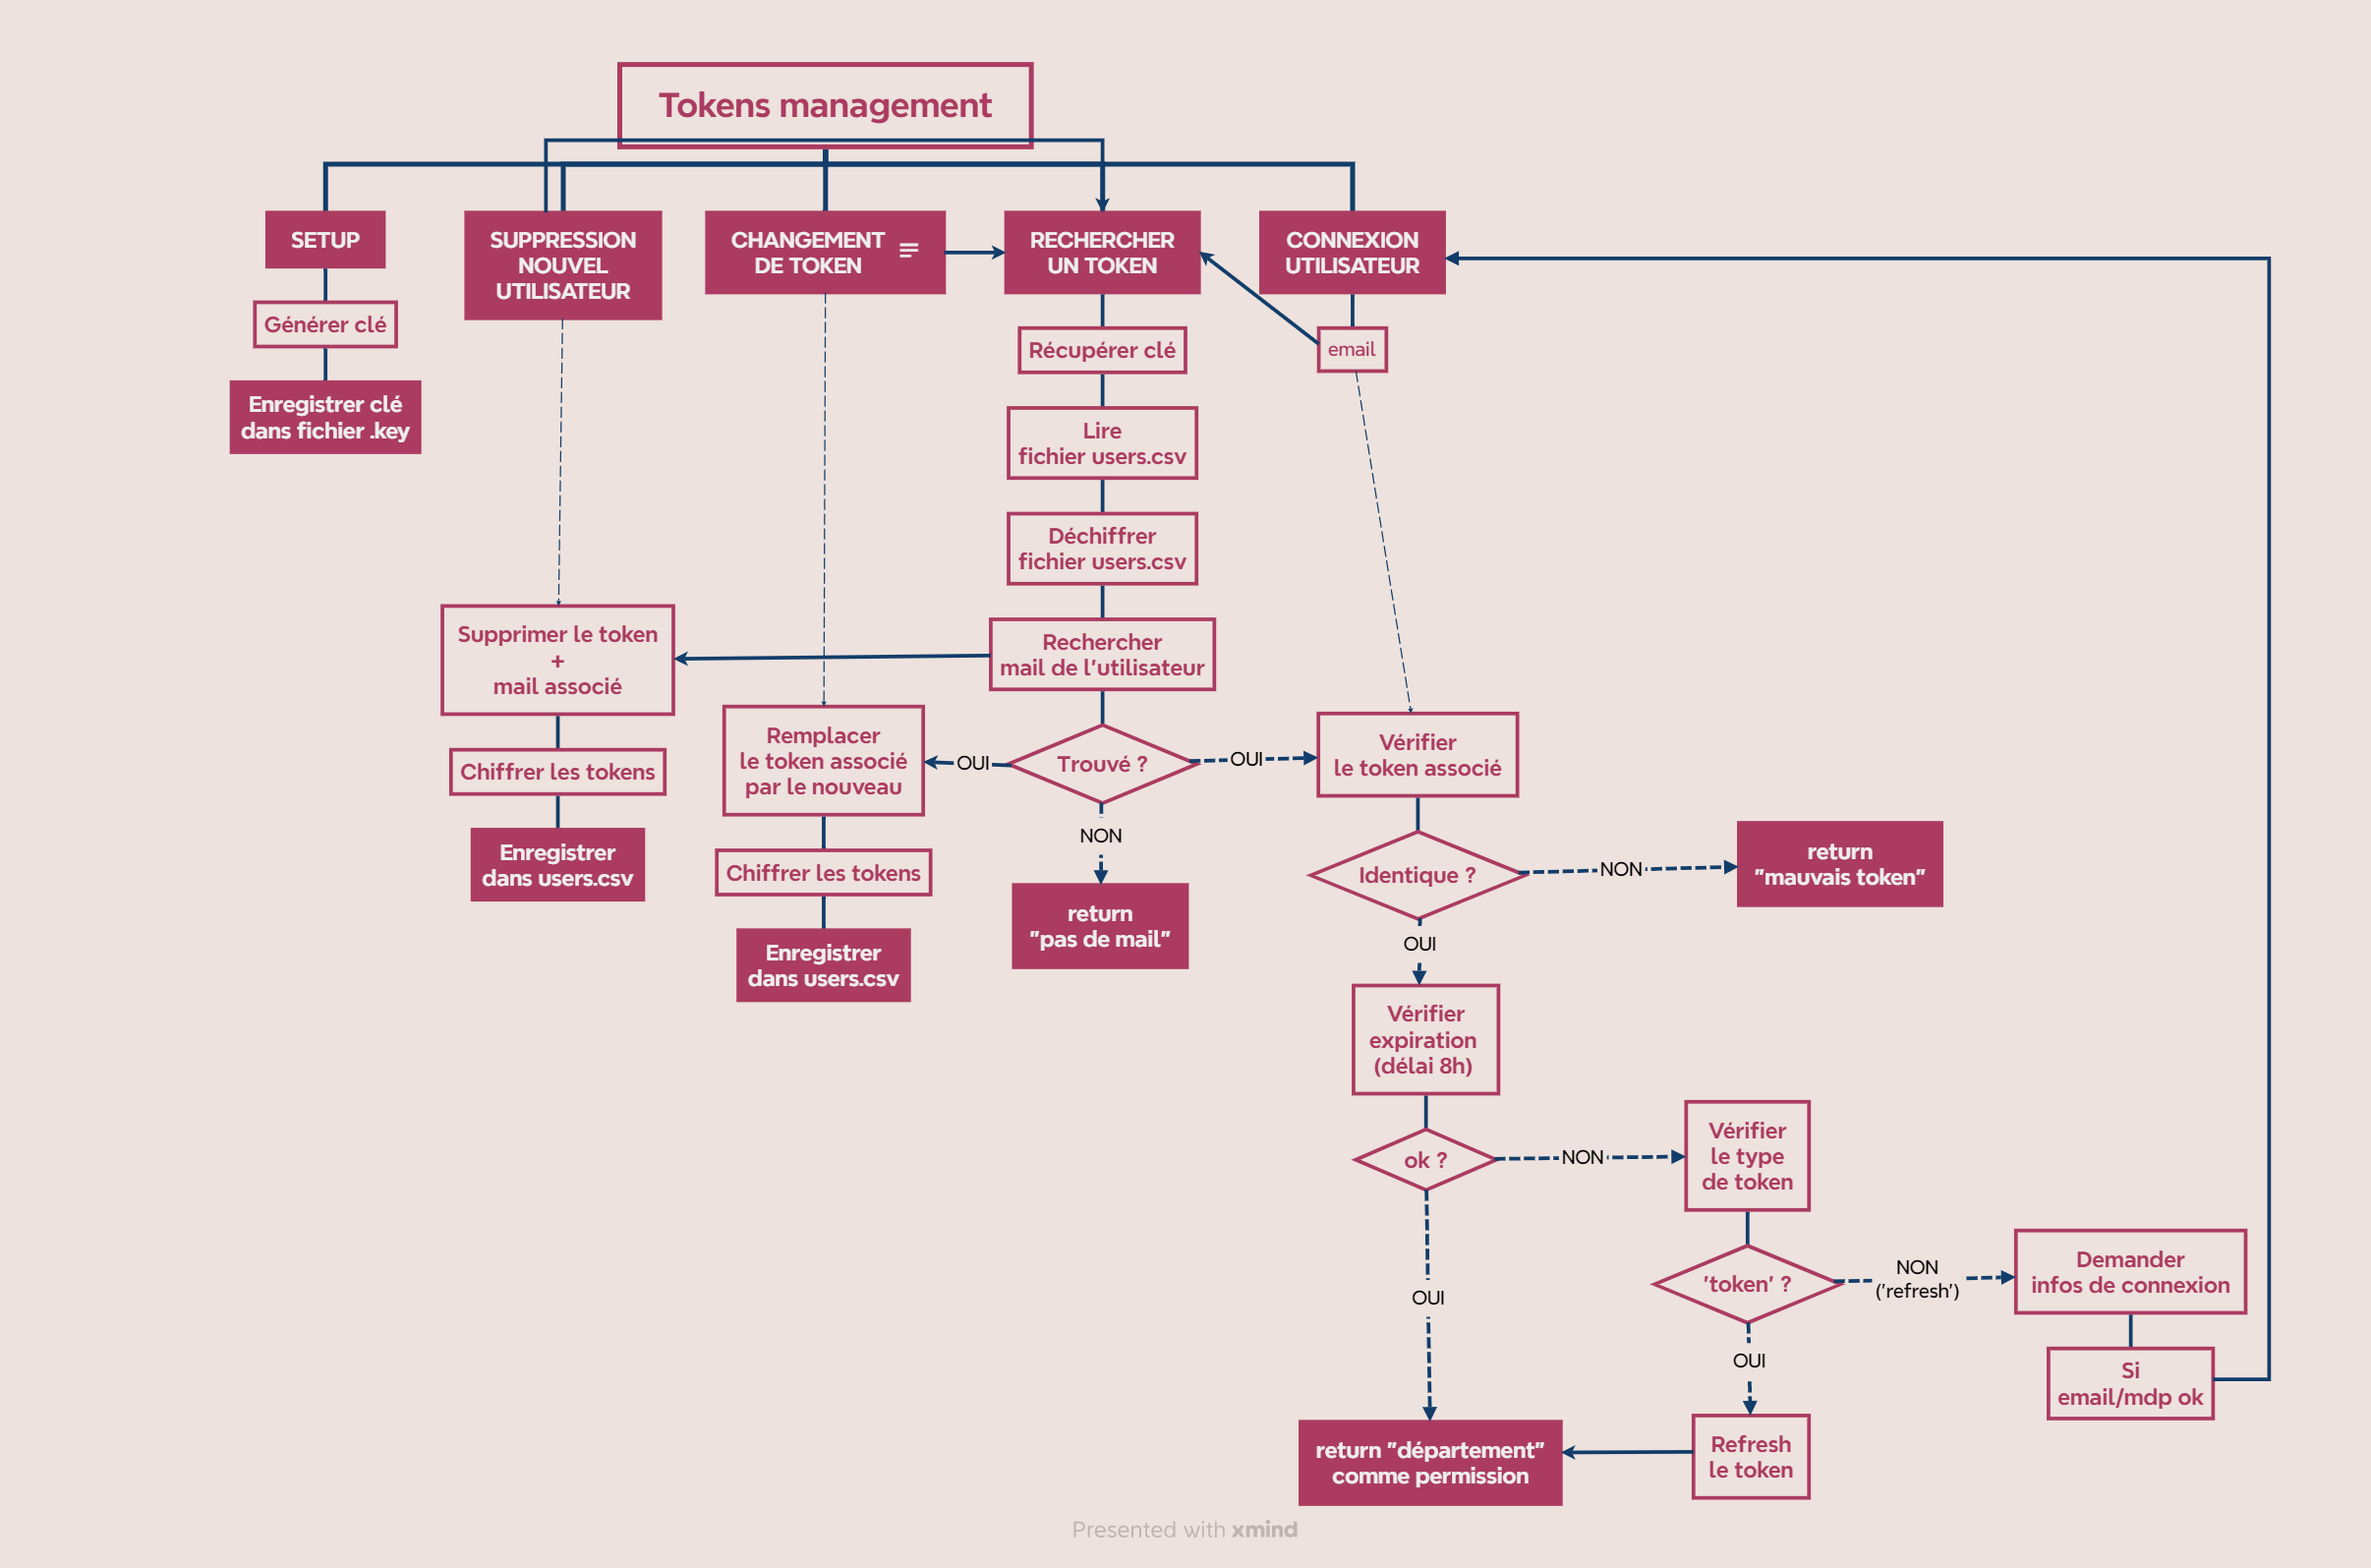 Tokens management
SETUP
Générer clé
Enregistrer clé
dans fichier .key
SUPPRESSION
NOUVEL
UTILISATEUR
Supprimer le token
+
mail associé
Chiffrer les tokens
Enregistrer
dans users.csv
CHANGEMENT
DE TOKEN
Remplacer
le token associé
par le nouveau
Chiffrer les tokens
Enregistrer
dans users.csv
RECHERCHER
UN TOKEN
Récupérer clé
Lire
fichier users.csv
Déchiffrer
fichier users.csv
Rechercher
mail de l'utilisateur
Trouvé ?
OUI
OUI
NON
return
"pas de mail"
CONNEXION
UTILISATEUR
email
Vérifier
le token associé
Identique ?
NON
return
"mauvais token"
OUI
Vérifier
expiration
(délai 8h)
ok ?
NON
OUI
Vérifier
le type
de token
'token' ?
NON
('refresh')
Demander
infos de connexion
Si
email/mdp ok
OUI
Refresh
le token
return "département"
comme permission
Presented with xmind